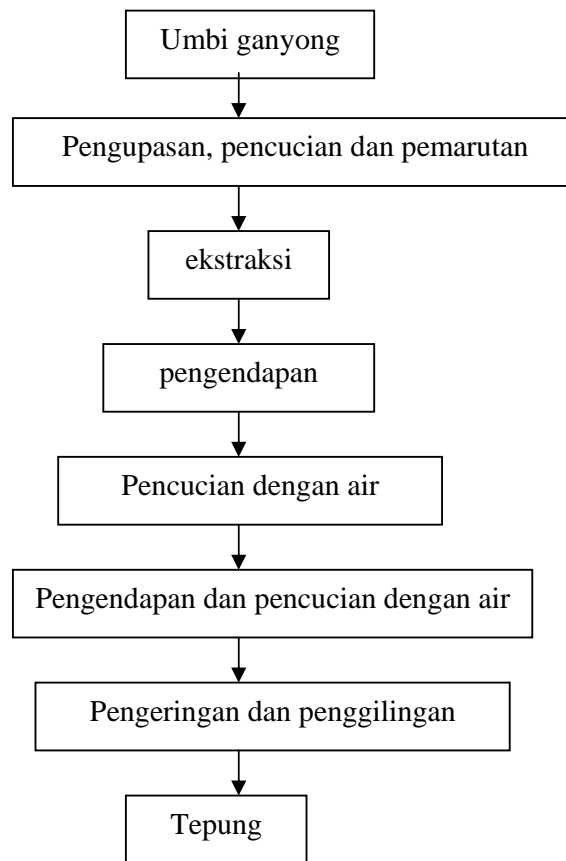 Umbi ganyong
Pengupasan, pencucian dan pemarutan
ekstraksi
pengendapan
Pencucian dengan air
Pengendapan dan pencucian dengan air
Pengeringan dan penggilingan
Tepung